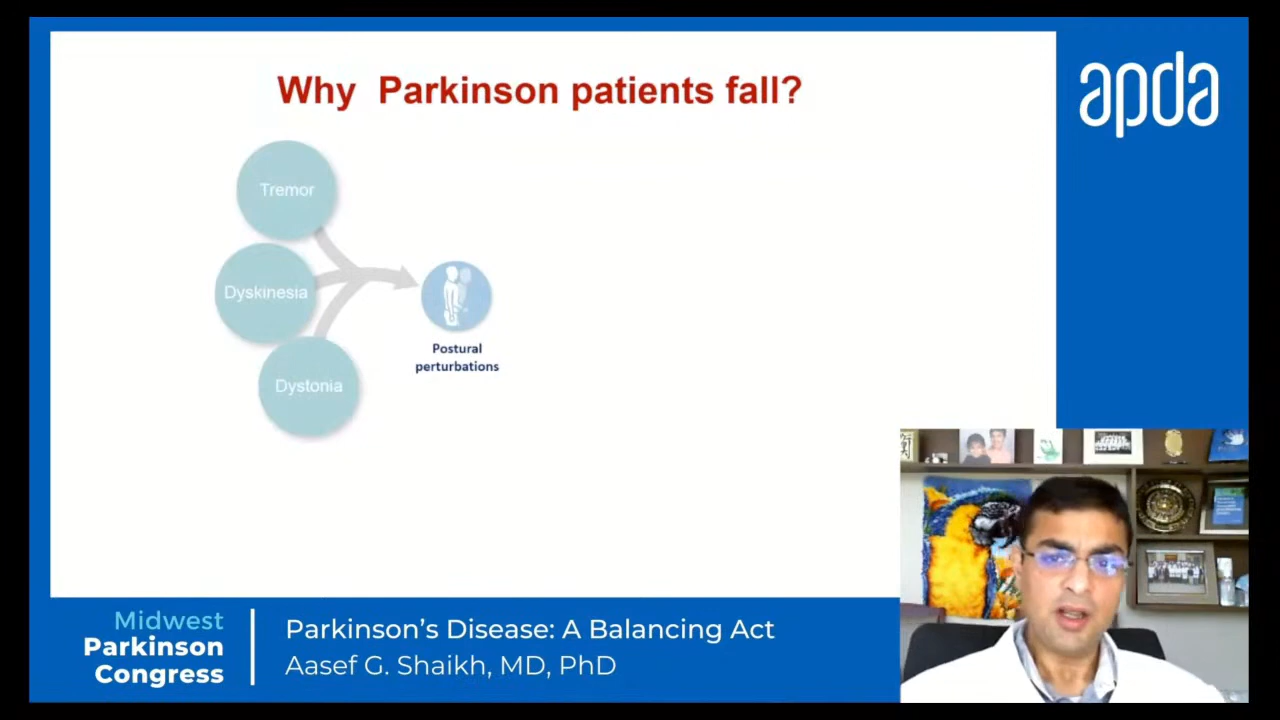 Why Parkinson patients fall?
apda
Tremor
Dyskinesia
Dystonia
Postural
perturbations
Midwest
Parkinson
Congress
Parkinson's Disease: A Balancing Act
Aasef G. Shaikh, MD, PhD